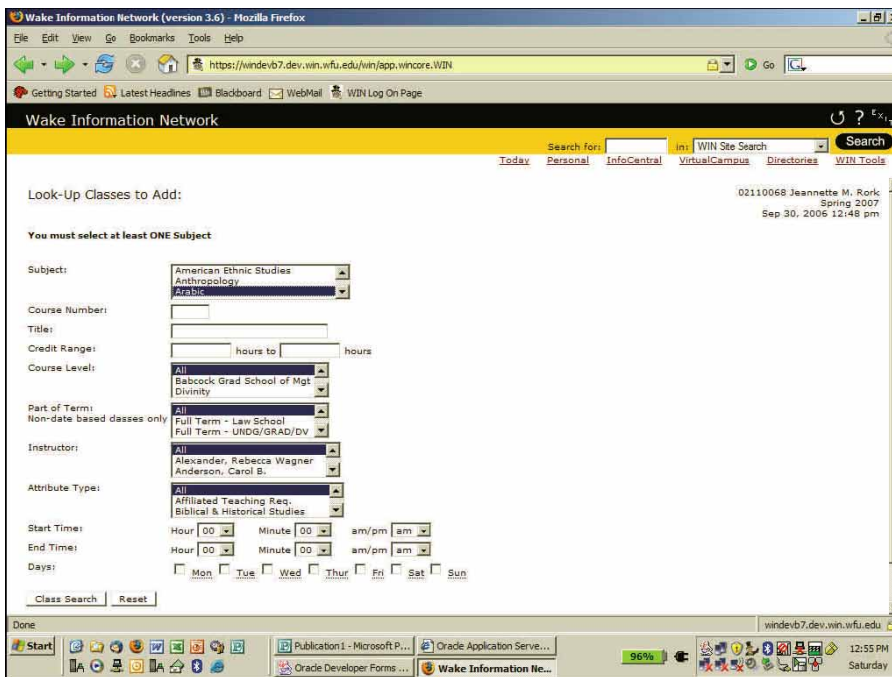 Wake Information Network (version 3.6) - Mozilla Firefox
File Edit View Go Bookmarks Tools Help
https://windevb7.dev.win.wfu.edu/win/app.wincore.WIN Go
Getting Started Latest Headlines Blackboard WebMail WIN Log On Page
Wake Information Network ? Exit
Search for: in: WIN Site Search Search
Today Personal InfoCentral VirtualCampus Directories WIN Tools
Look-Up Classes to Add: 02110068 Jeannette M. Rork
Spring 2007
Sep 30, 2006 12:48 pm
You must select at least ONE Subject
Subject: American Ethnic Studies
Anthropology
Arabic
Course Number:
Title:
Credit Range: hours to hours
Course Level: All
Babcock Grad School of Mgt
Divinity
Part of Term: All
Non-date based classes only Full Term - Law School
Full Term - UNDG/GRAD/DV
Instructor: All
Alexander, Rebecca Wagner
Anderson, Carol B.
Attribute Type: All
Affiliated Teaching Req.
Biblical & Historical Studies
Start Time: Hour 00 Minute 00 am/pm am
End Time: Hour 00 Minute 00 am/pm am
Days: Mon Tue Wed Thur Fri Sat Sun
Class Search Reset
Done windevb7.dev.win.wfu.edu
Start Publication1 - Microsoft P... Oracle Application Serve... 96% 12:55 PM
Oracle Developer Forms ... Wake Information Ne... Saturday